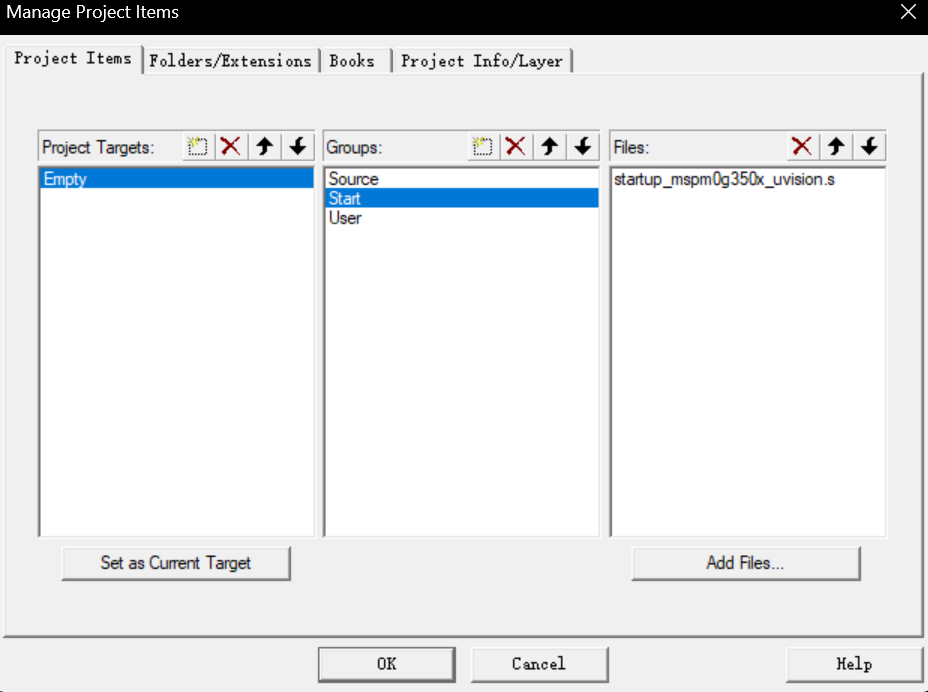 Manage Project Items
Project Items Folders/Extensions Books Project Info/Layer
Project Targets: Groups: Files:
Empty Source startup_mspm0g350x_uvision.s
Start
User
Set as Current Target Add Files...
OK Cancel Help